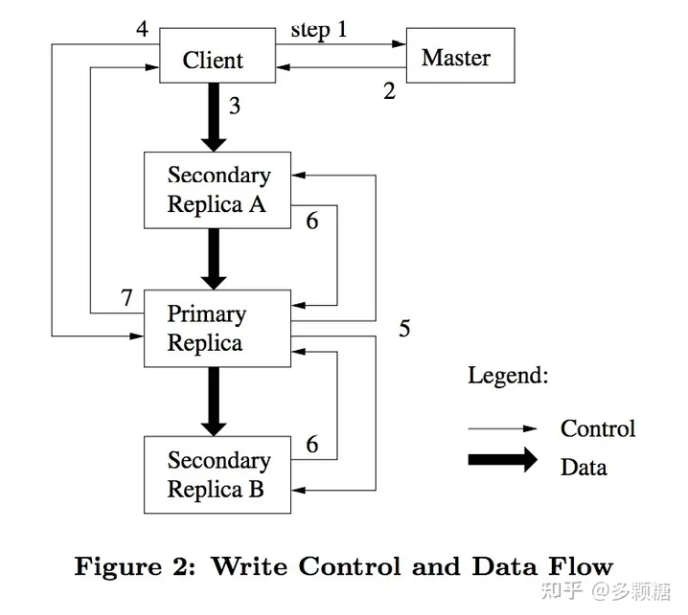 4
step 1
Client
Master
2
3
Secondary
Replica A
6
7
Primary
Replica
5
Legend:
Control
6
Secondary
Replica B
Data
Figure 2: Write Control and Data Flow
知乎 @多颗糖